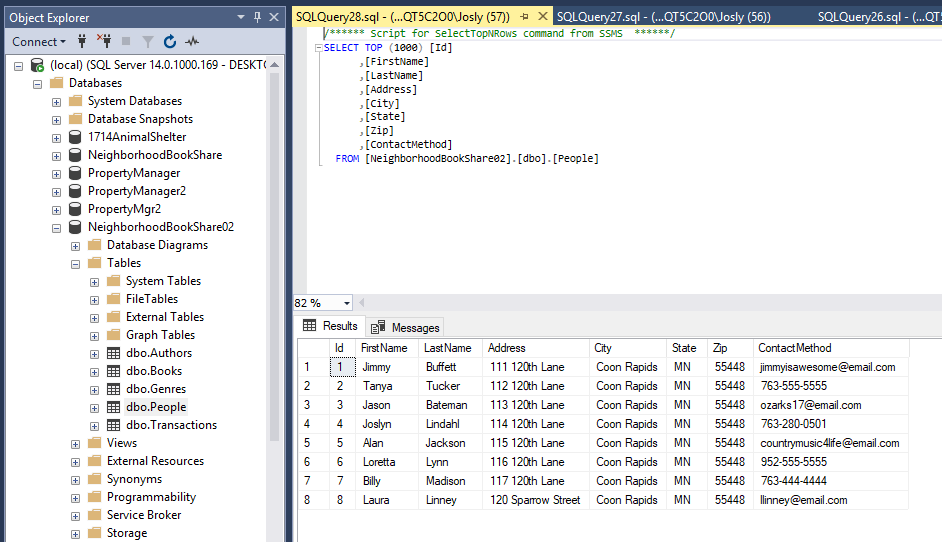 Object Explorer
Connect
(local) (SQL Server 14.0.1000.169 - DESKTO
Databases
System Databases
Database Snapshots
1714AnimalShelter
NeighborhoodBookShare
PropertyManager
PropertyManager2
PropertyMgr2
NeighborhoodBookShare02
Database Diagrams
Tables
System Tables
FileTables
External Tables
Graph Tables
dbo.Authors
dbo.Books
dbo.Genres
dbo.People
dbo.Transactions
Views
External Resources
Synonyms
Programmability
Service Broker
Storage
SQLQuery28.sql - (...QT5C2O0\Josly (57)) SQLQuery27.sql - (...QT5C2O0\Josly (71)) SQLQuery26.sql - (...QT5C
/****** Script for SelectTopNRows command from SSMS ******/
SELECT TOP (1000) [Id]
,[FirstName]
,[LastName]
,[Address]
,[City]
,[State]
,[Zip]
,[ContactMethod]
FROM [NeighborhoodBookShare02].[dbo].[People]
82 %
Results Messages
Id FirstName LastName Address City State Zip ContactMethod
1 1 Jimmy Buffett 111 120th Lane Coon Rapids MN 55448 jimmyisawesome@email.com
2 2 Tanya Tucker 112 120th Lane Coon Rapids MN 55448 763-555-5555
3 3 Jason Bateman 113 120th Lane Coon Rapids MN 55448 ozarks17@email.com
4 4 Joslyn Lindahl 114 120th Lane Coon Rapids MN 55448 763-280-0501
5 5 Alan Jackson 115 120th Lane Coon Rapids MN 55448 countrymusic4life@email.com
6 6 Loretta Lynn 116 120th Lane Coon Rapids MN 55448 952-555-5555
7 7 Billy Madison 117 120th Lane Coon Rapids MN 55448 763-444-4444
8 8 Laura Linney 120 Sparrow Street Coon Rapids MN 55448 llinney@email.com